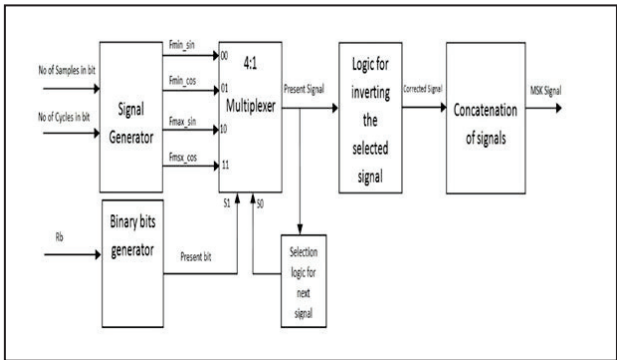 No of Samples in bit
No of Cycles in bit
Signal
Generator
Fmin_sin
Fmin_cos
Fmax_sin
Fmsx_cos
00
01
10
11
4:1
Multiplexer
S1
S0
Present Signal
Logic for
inverting
the
selected
signal
Corrected Signal
Concatenation
of signals
MSK Signal
Rb
Binary bits
generator
Present bit
Selection
logic for
next
signal